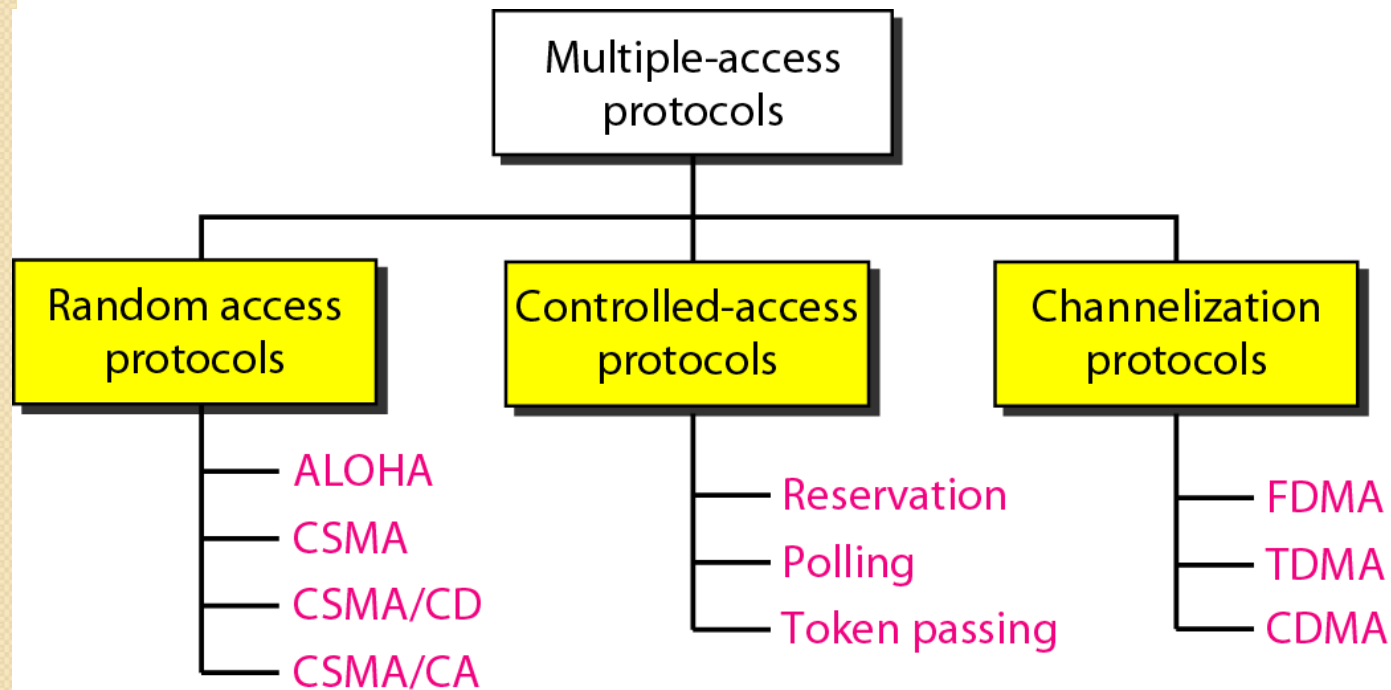 Multiple-access
protocols
Random access
protocols
Controlled-access
protocols
Channelization
protocols
ALOHA
CSMA
CSMA/CD
CSMA/CA
Reservation
Polling
Token passing
FDMA
TDMA
CDMA